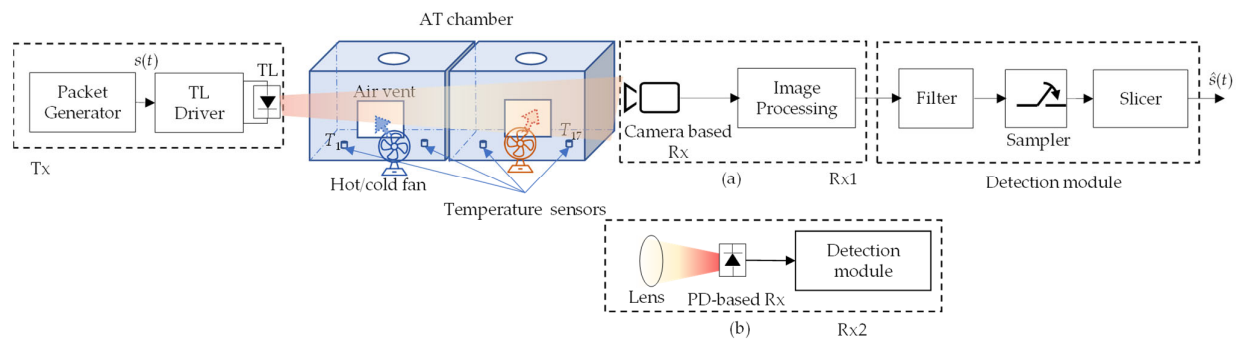 AT chamber
s(t)
TL
Packet
Generator
TL
Driver
Tx
Air vent
T1
T17
Hot/cold fan
Temperature sensors
Camera based
Rx
Image
Processing
(a)
Rx1
Filter
Sampler
Slicer
ŝ(t)
Detection module
Lens
PD-based Rx
Detection
module
(b)
Rx2